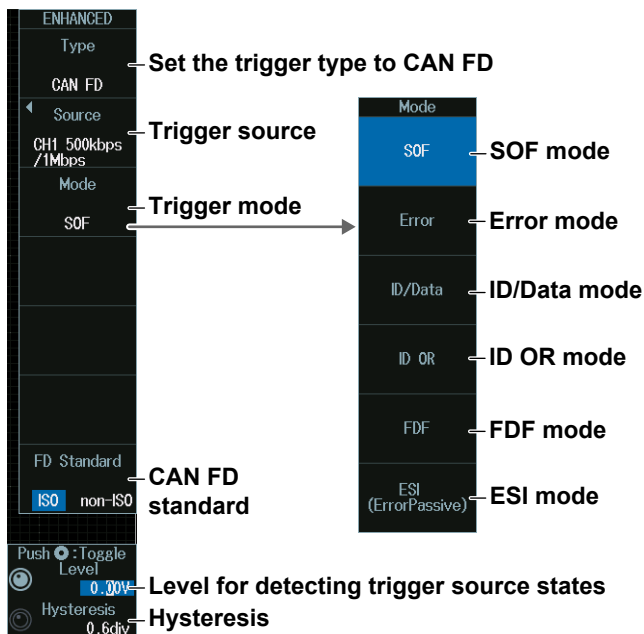 ENHANCED
Type
CAN FD
Set the trigger type to CAN FD
Source
CH1 500kbps
/1Mbps
Trigger source
Mode
SOF
Trigger mode
FD Standard
ISO non-ISO
CAN FD
standard
Push :Toggle
Level
0.00V
Level for detecting trigger source states
Hysteresis
0.6div
Hysteresis
Mode
SOF
SOF mode
Error
Error mode
ID/Data
ID/Data mode
ID OR
ID OR mode
FDF
FDF mode
ESI
(ErrorPassive)
ESI mode